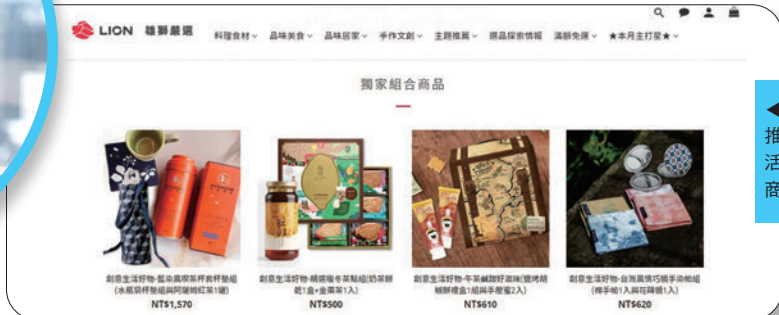 LION 雄獅嚴選
料理食材 品味美食 品味居家 手作文創 主題推薦 選品探索情報 滿額免運 ★本月主打星★
獨家組合商品
創意生活好物-藍染風喫茶杯套杯墊組
(水瓶袋杯墊組與阿薩姆紅茶1罐)
NT$1,570
創意生活好物-精選暖冬茶點組(奶茶餅
乾1盒+金棗茶1入)
NT$500
創意生活好物-午茶鹹甜好滋味(鹽烤胡
椒餅禮盒1組與手壓蜜2入)
NT$610
創意生活好物-台灣風情巧織手染帕組
(棉手帕1入與花磚鏡1入)
NT$620
推
活
商